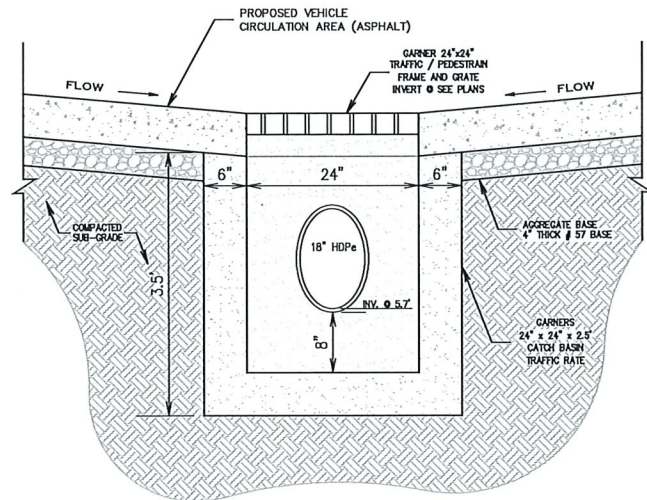 PROPOSED VEHICLE
CIRCULATION AREA (ASPHALT)
GARNER 24"x24"
TRAFFIC / PEDESTRAIN
FRAME AND GRATE
INVERT @ SEE PLANS
FLOW
FLOW
6"
24"
6"
COMPACTED
SUB-GRADE
3.5'
18" HDPe
INV. @ 5.7'
8"
AGGREGATE BASE
4" THICK # 57 BASE
GARNERS
24" x 24" x 2.5'
CATCH BASIN
TRAFFIC RATE